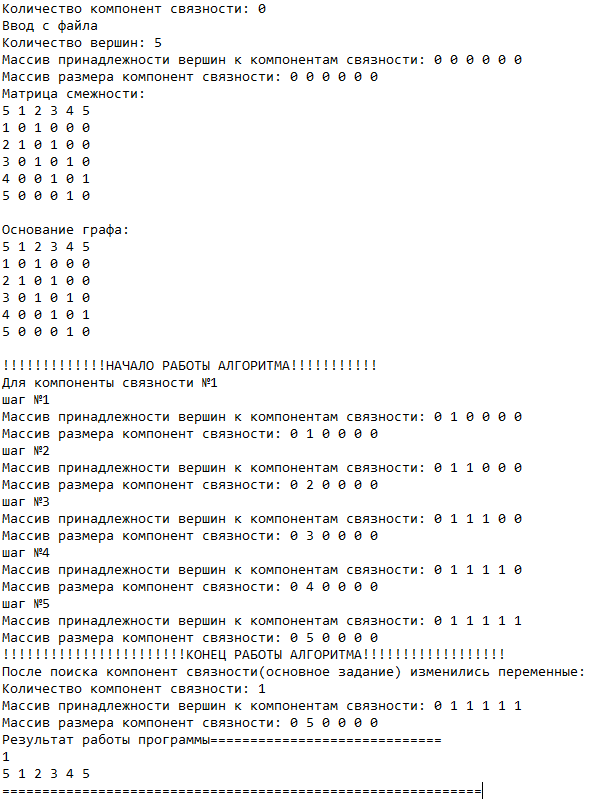 Количество компонент связности: 0
Ввод с файла
Количество вершин: 5
Массив принадлежности вершин к компонентам связности: 0 0 0 0 0 0
Массив размера компонент связности: 0 0 0 0 0 0
Матрица смежности:
5 1 2 3 4 5
1 0 1 0 0 0
2 1 0 1 0 0
3 0 1 0 1 0
4 0 0 1 0 1
5 0 0 0 1 0
Основание графа:
5 1 2 3 4 5
1 0 1 0 0 0
2 1 0 1 0 0
3 0 1 0 1 0
4 0 0 1 0 1
5 0 0 0 1 0
!!!!!!!!!!!!!НАЧАЛО РАБОТЫ АЛГОРИТМА!!!!!!!!!!!
Для компоненты связности №1
шаг №1
Массив принадлежности вершин к компонентам связности: 0 1 0 0 0 0
Массив размера компонент связности: 0 1 0 0 0 0
шаг №2
Массив принадлежности вершин к компонентам связности: 0 1 1 0 0 0
Массив размера компонент связности: 0 2 0 0 0 0
шаг №3
Массив принадлежности вершин к компонентам связности: 0 1 1 1 0 0
Массив размера компонент связности: 0 3 0 0 0 0
шаг №4
Массив принадлежности вершин к компонентам связности: 0 1 1 1 1 0
Массив размера компонент связности: 0 4 0 0 0 0
шаг №5
Массив принадлежности вершин к компонентам связности: 0 1 1 1 1 1
Массив размера компонент связности: 0 5 0 0 0 0
!!!!!!!!!!!!!!!!!!!!!!!КОНЕЦ РАБОТЫ АЛГОРИТМА!!!!!!!!!!!!!!!!!!
После поиска компонент связности(основное задание) изменились переменные:
Количество компонент связности: 1
Массив принадлежности вершин к компонентам связности: 0 1 1 1 1 1
Массив размера компонент связности: 0 5 0 0 0 0
Результат работы программы=============================
1
5 1 2 3 4 5
============================================================